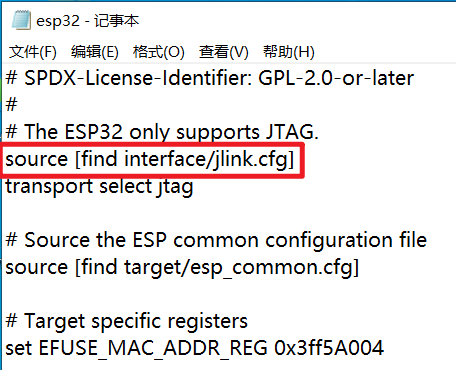 esp32 - 记事本
文件(F) 编辑(E) 格式(O) 查看(V) 帮助(H)
# SPDX-License-Identifier: GPL-2.0-or-later
#
# The ESP32 only supports JTAG.
source [find interface/jlink.cfg]
transport select jtag
# Source the ESP common configuration file
source [find target/esp_common.cfg]
# Target specific registers
set EFUSE_MAC_ADDR_REG 0x3ff5A004